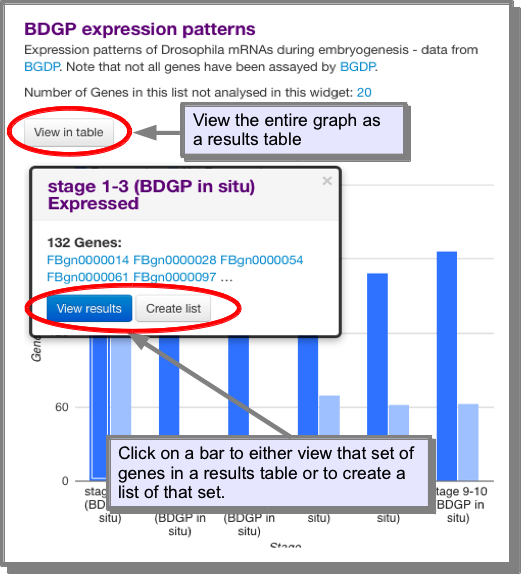 BDGP expression patterns
Expression patterns of Drosophila mRNAs during embryogenesis - data from
BGDP. Note that not all genes have been assayed by BGDP.
Number of Genes in this list not analysed in this widget: 20
View in table
View the entire graph as
a results table
stage 1-3 (BDGP in situ)
Expressed
×
132 Genes:
FBgn0000014 FBgn0000028 FBgn0000054
FBgn0000061 FBgn0000097 ...
View results
Create list
60
0
Click on a bar to either view that set of
genes in a results table or to create a
list of that set.
(BDGP in
situ)
(BDGP in
situ)
(BDGP in
situ)
situ)
situ)
stage 9-10
(BDGP in
situ)
Stage